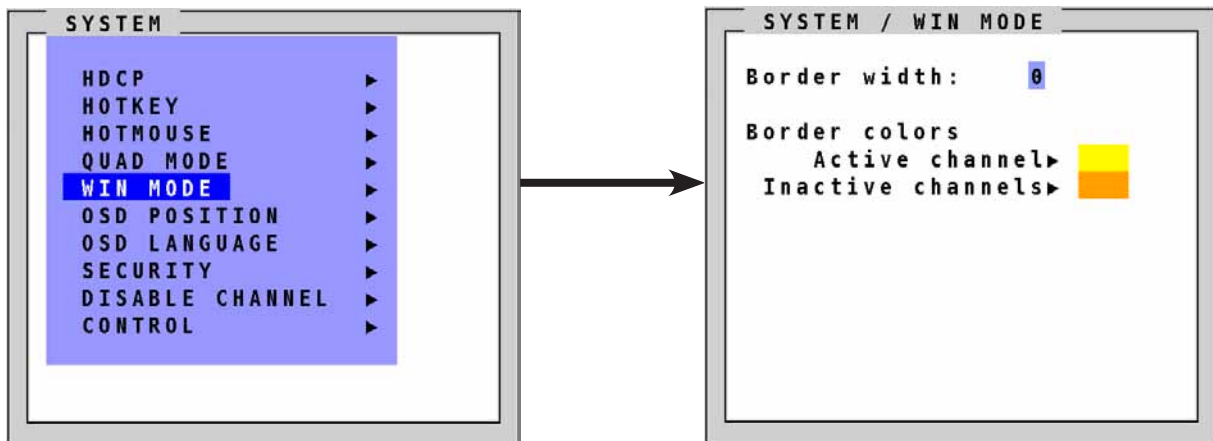 SYSTEM
HDCP ▶
HOTKEY ▶
HOTMOUSE ▶
QUAD MODE ▶
WIN MODE ▶
OSD POSITION ▶
OSD LANGUAGE ▶
SECURITY ▶
DISABLE CHANNEL ▶
CONTROL ▶
SYSTEM / WIN MODE
Border width: 0
Border colors
Active channel▶
Inactive channels▶